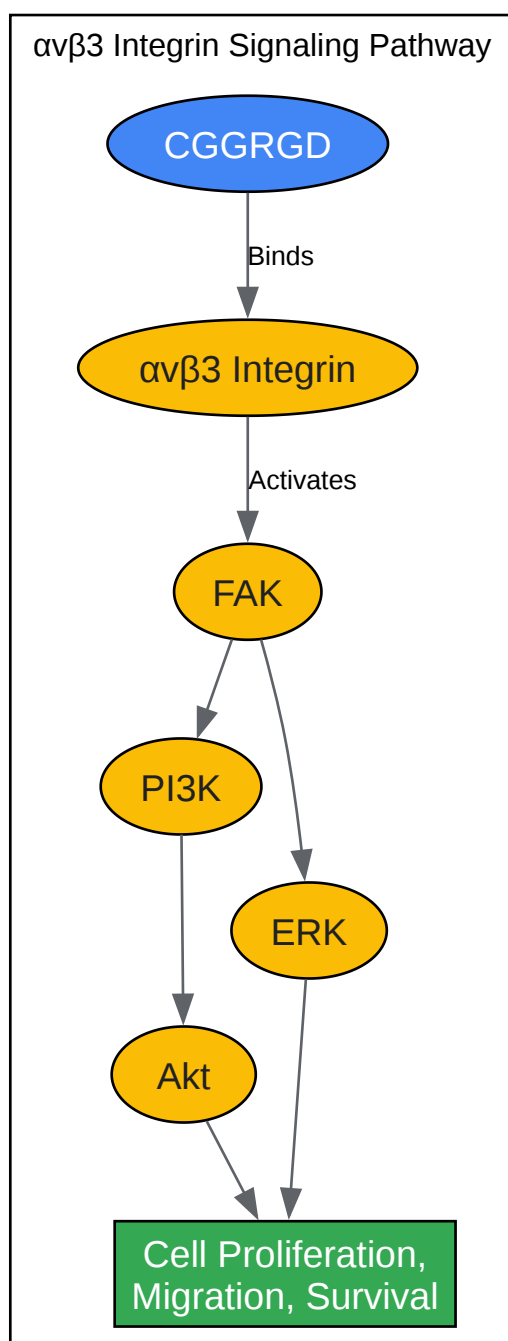 αvβ3 Integrin Signaling Pathway
CGGRGD
Binds
αvβ3 Integrin
Activates
FAK
PI3K
ERK
Akt
Cell Proliferation,
Migration, Survival